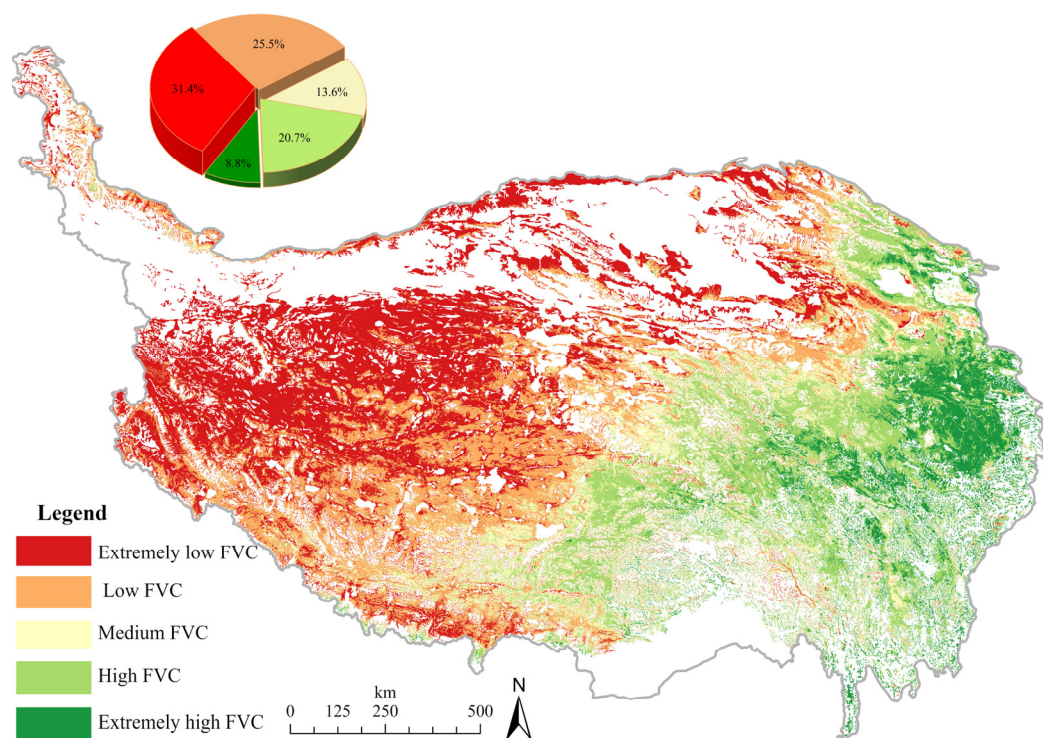 25.5%
31.4%
13.6%
20.7%
8.8%
Legend
Extremely low FVC
Low FVC
Medium FVC
High FVC
Extremely high FVC
km
N
0 125 250 500